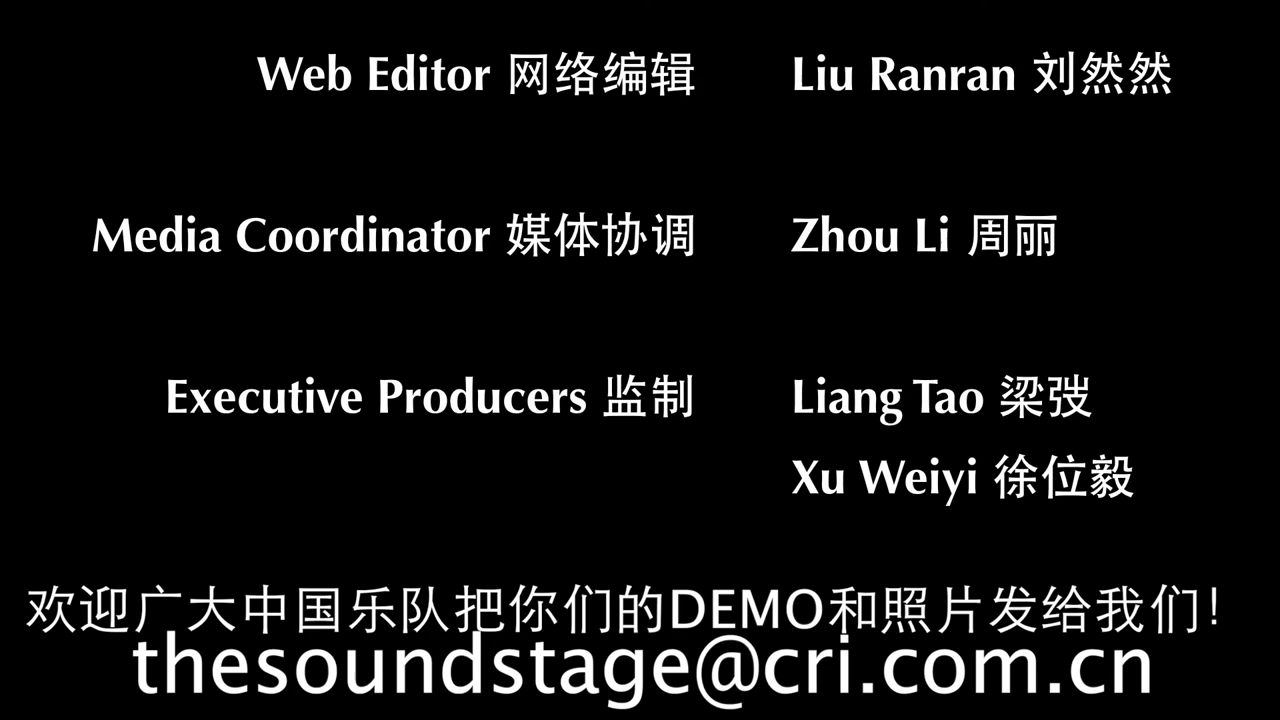 Web Editor 网络编辑 Liu Ranran 刘然然
Media Coordinator 媒体协调 Zhou Li 周丽
Executive Producers 监制 Liang Tao 梁弢
Xu Weiyi 徐位毅
欢迎广大中国乐队把你们的DEMO和照片发给我们!
thesoundstage@cri.com.cn